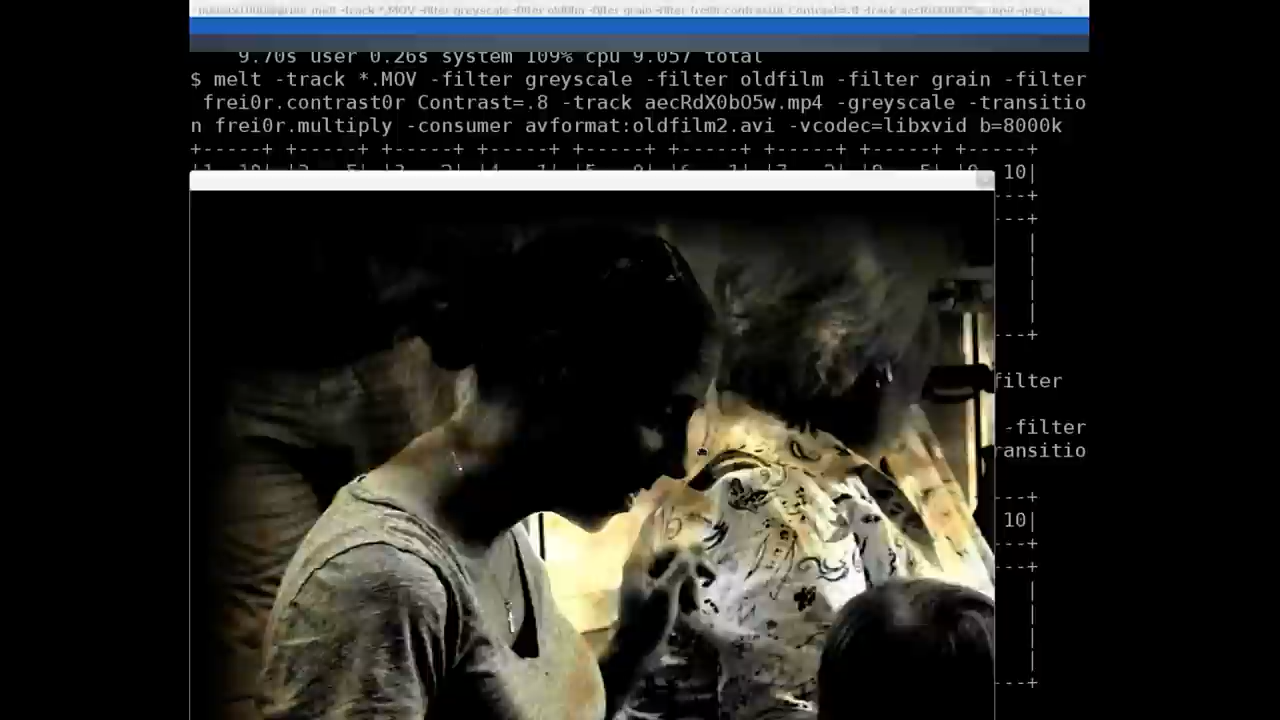 9.70s user 0.26s system 109% cpu 9.057 total
$ melt -track *.MOV -filter greyscale -filter oldfilm -filter grain -filter
frei0r.contrast0r Contrast=.8 -track aecRdX0bO5w.mp4 -greyscale -transitio
n frei0r.multiply -consumer avformat:oldfilm2.avi -vcodec=libxvid b=8000k
+-----+ +-----+ +-----+ +-----+ +-----+ +-----+ +-----+ +-----+ +-----+
10|
---+
---+
|
|
|
|
---+
filter
-filter
ransitio
---+
10|
---+
---+
|
|
|
|
---+